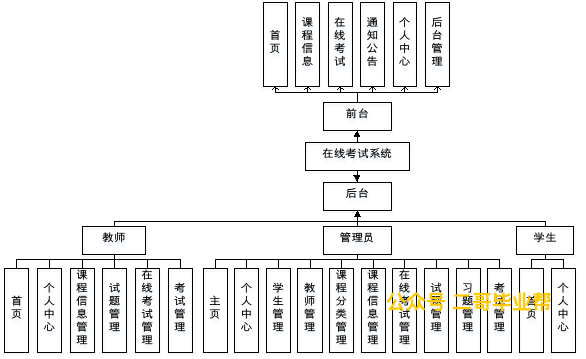 首页
课程信息
在线考试
通知公告
个人中心
后台管理
前台
在线考试系统
后台
教师
管理员
学生
首页
个人中心
课程信息管理
试题管理
在线考试管理
考试管理
主页
个人中心
学生管理
教师管理
课程分类管理
课程信息管理
在线考试管理
试题管理
习题管理
考试管理
首页
个人中心
公众号 二哥毕业帮